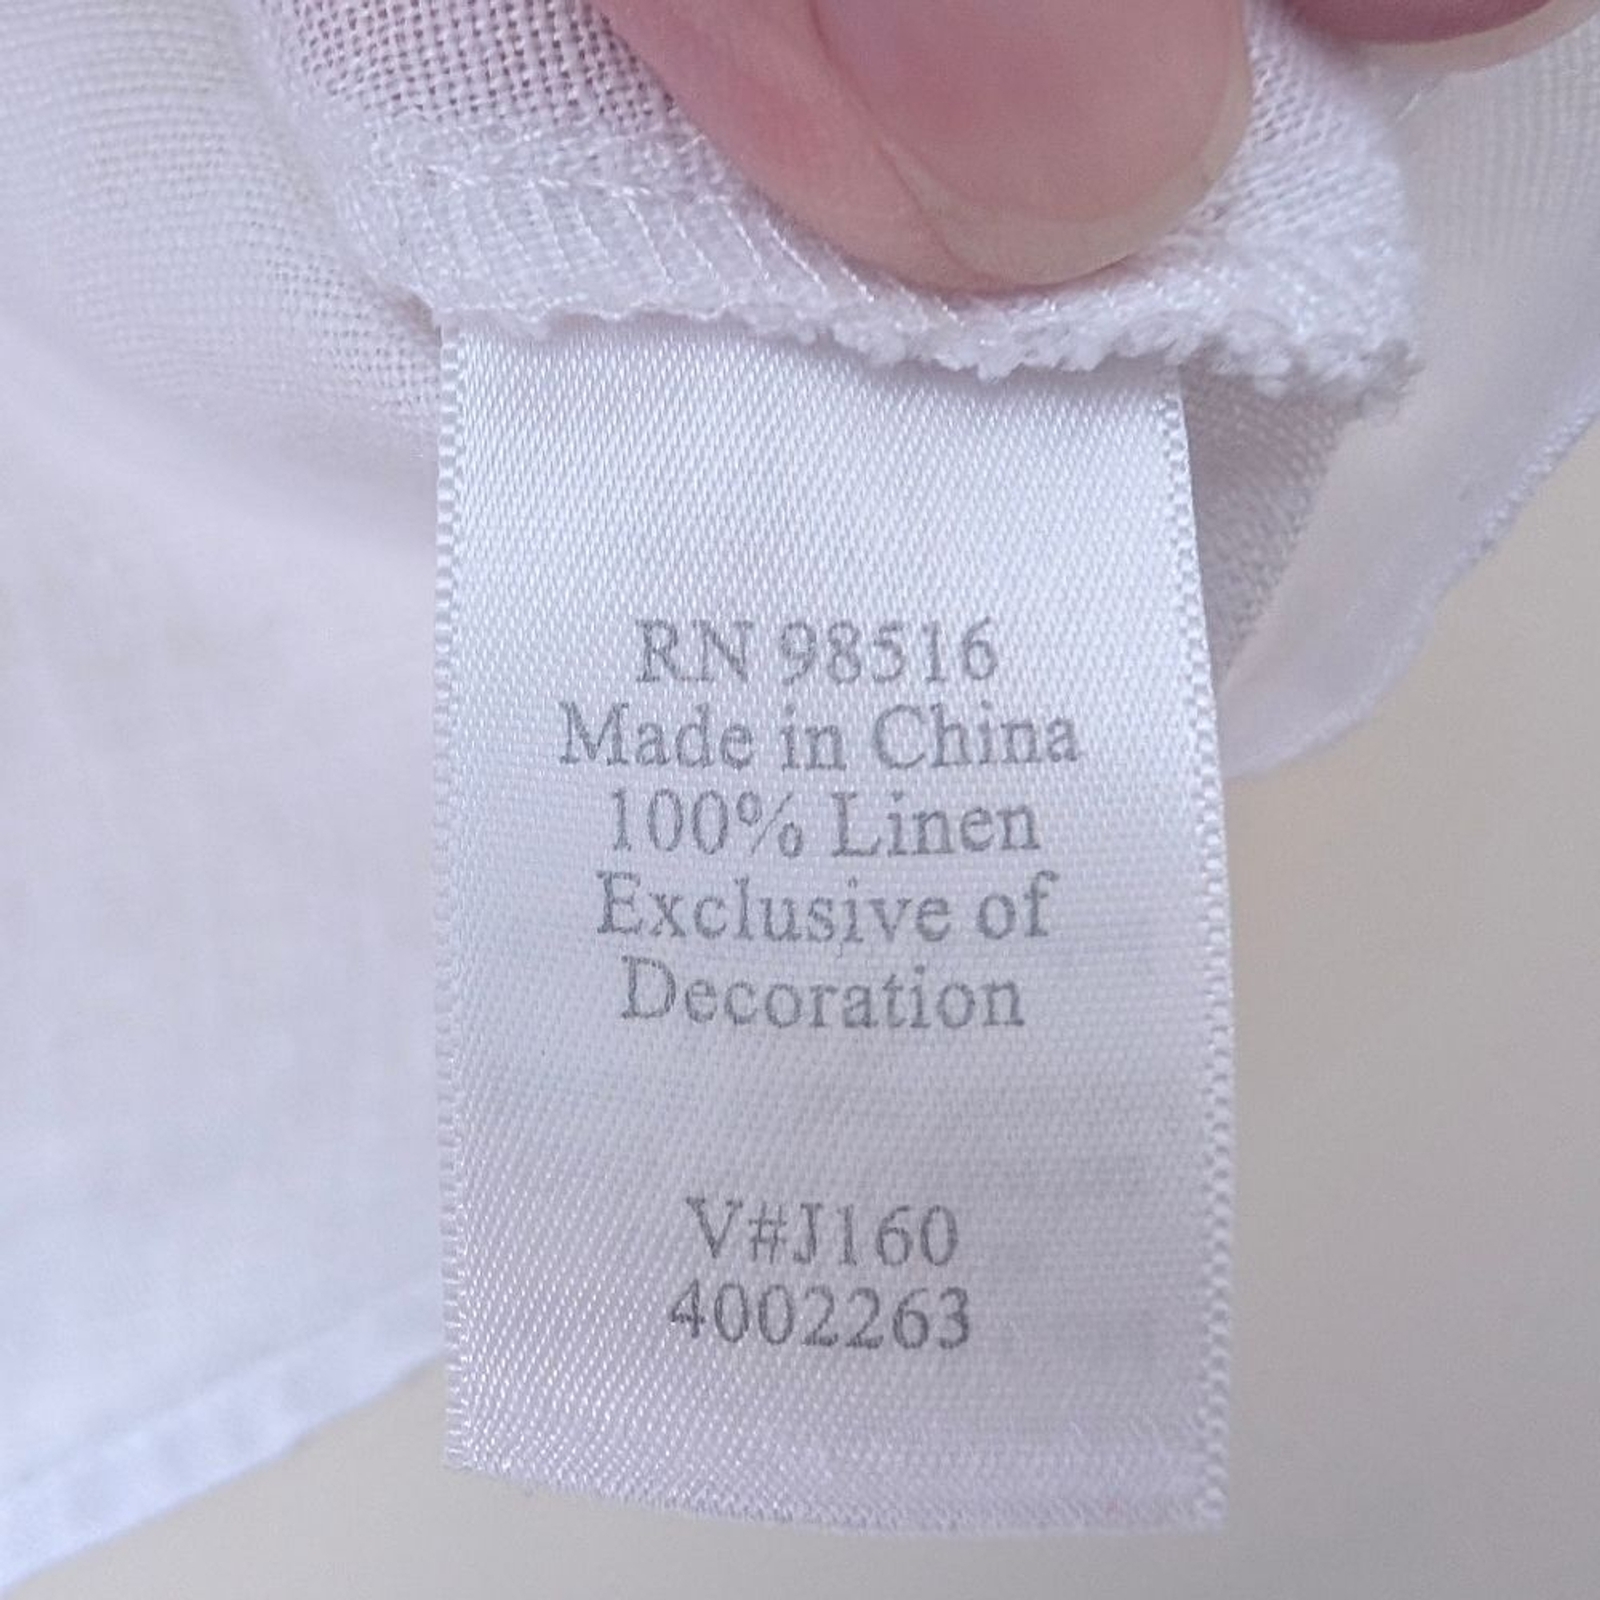 RN 98516
Made in China
100% Linen
Exclusive of
Decoration
V#J160
4002263